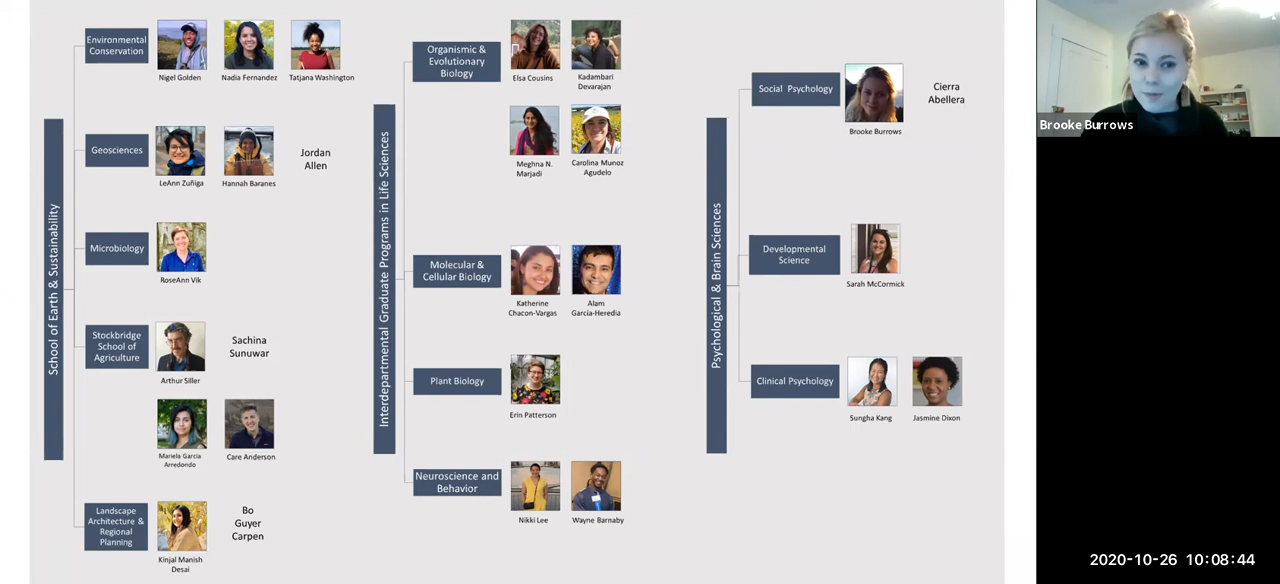 School of Earth & Sustainability
Environmental
Conservation
Nigel Golden
Nadia Fernandez
Tatjana Washington
Geosciences
LeAnn Zuñiga
Hannah Baranes
Jordan
Allen
Microbiology
RoseAnn Vik
Stockbridge
School of
Agriculture
Arthur Siller
Sachina
Sunuwar
Mariela Garcia
Arredondo
Care Anderson
Landscape
Architecture &
Regional
Planning
Kinjal Manish
Desai
Bo
Guyer
Carpen
Interdepartmental Graduate Programs in Life Sciences
Organismic &
Evolutionary
Biology
Elsa Cousins
Kadambari
Devarajan
Meghna N.
Marjadi
Carolina Munoz
Agudelo
Molecular &
Cellular Biology
Katherine
Chacon-Vargas
Alam
García-Heredia
Plant Biology
Erin Patterson
Neuroscience and
Behavior
Nikki Lee
Wayne Barnaby
Psychological & Brain Sciences
Social Psychology
Brooke Burrows
Cierra
Abellera
Developmental
Science
Sarah McCormick
Clinical Psychology
Sungha Kang
Jasmine Dixon
Brooke Burrows
2020-10-26 10:08:44